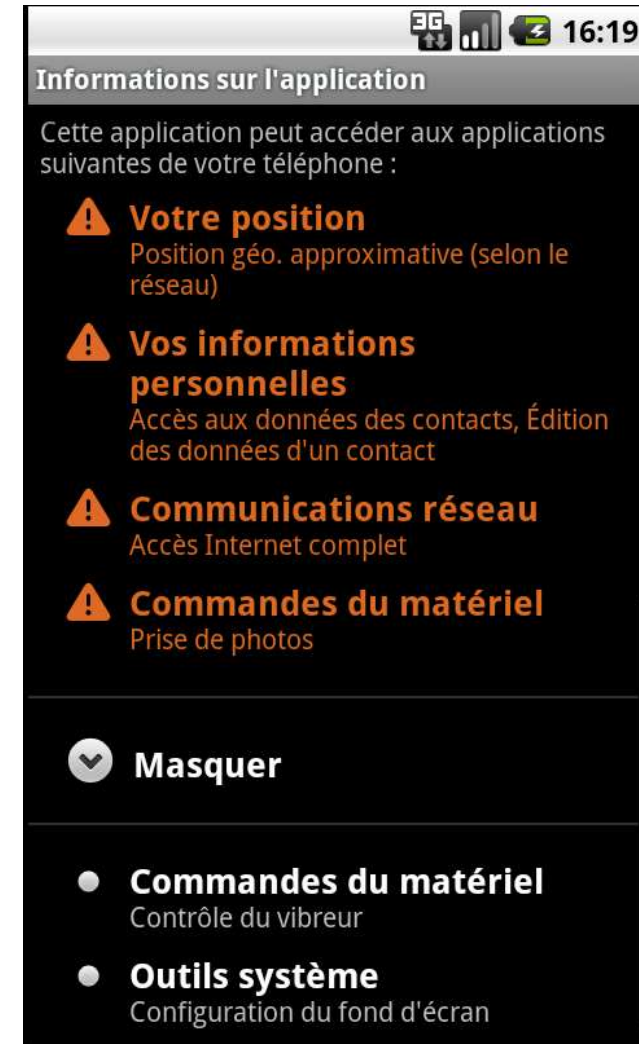 3G 16:19
Informations sur l'application
Cette application peut accéder aux applications
suivantes de votre téléphone :
Votre position
Position géo. approximative (selon le
réseau)
Vos informations
personnelles
Accès aux données des contacts, Édition
des données d'un contact
Communications réseau
Accès Internet complet
Commandes du matériel
Prise de photos
Masquer
Commandes du matériel
Contrôle du vibreur
Outils système
Configuration du fond d'écran